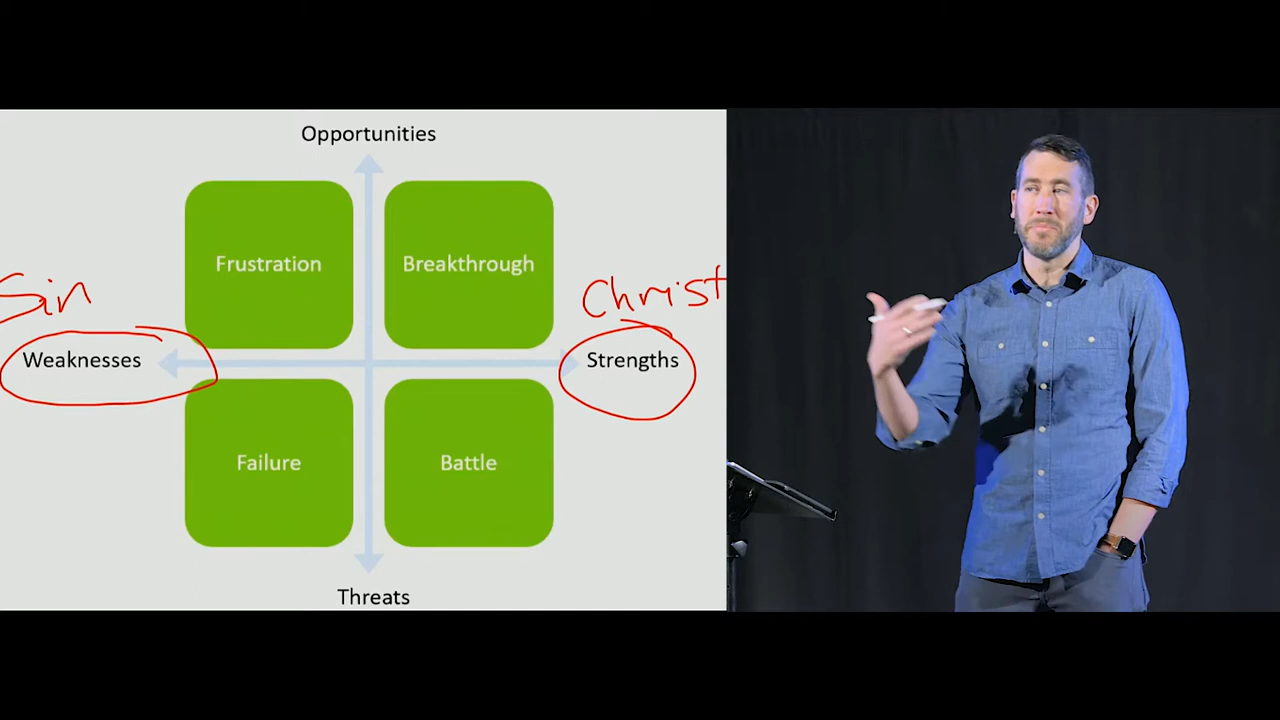 Opportunities
Frustration
Breakthrough
Sin
Christ
Weaknesses
Strengths
Failure
Battle
Threats